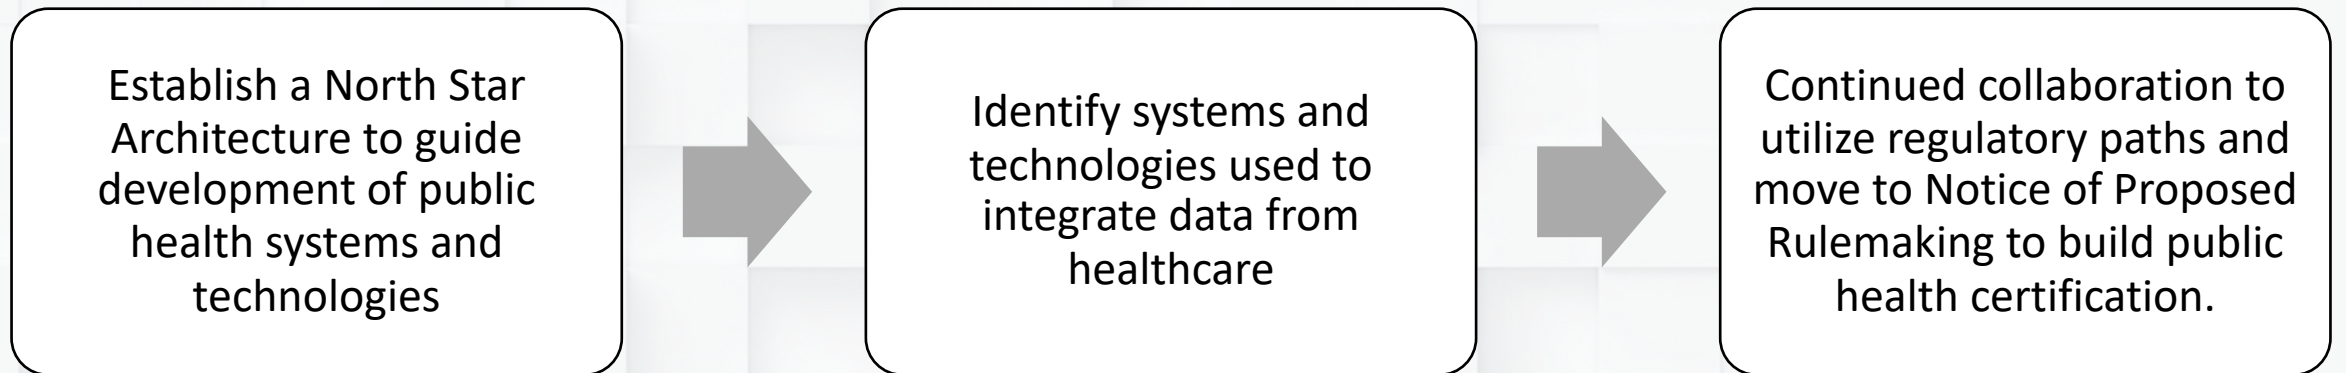 Establish a North Star
Architecture to guide
development of public
health systems and
technologies
Identify systems and
technologies used to
integrate data from
healthcare
Continued collaboration to
utilize regulatory paths and
move to Notice of Proposed
Rulemaking to build public
health certification.